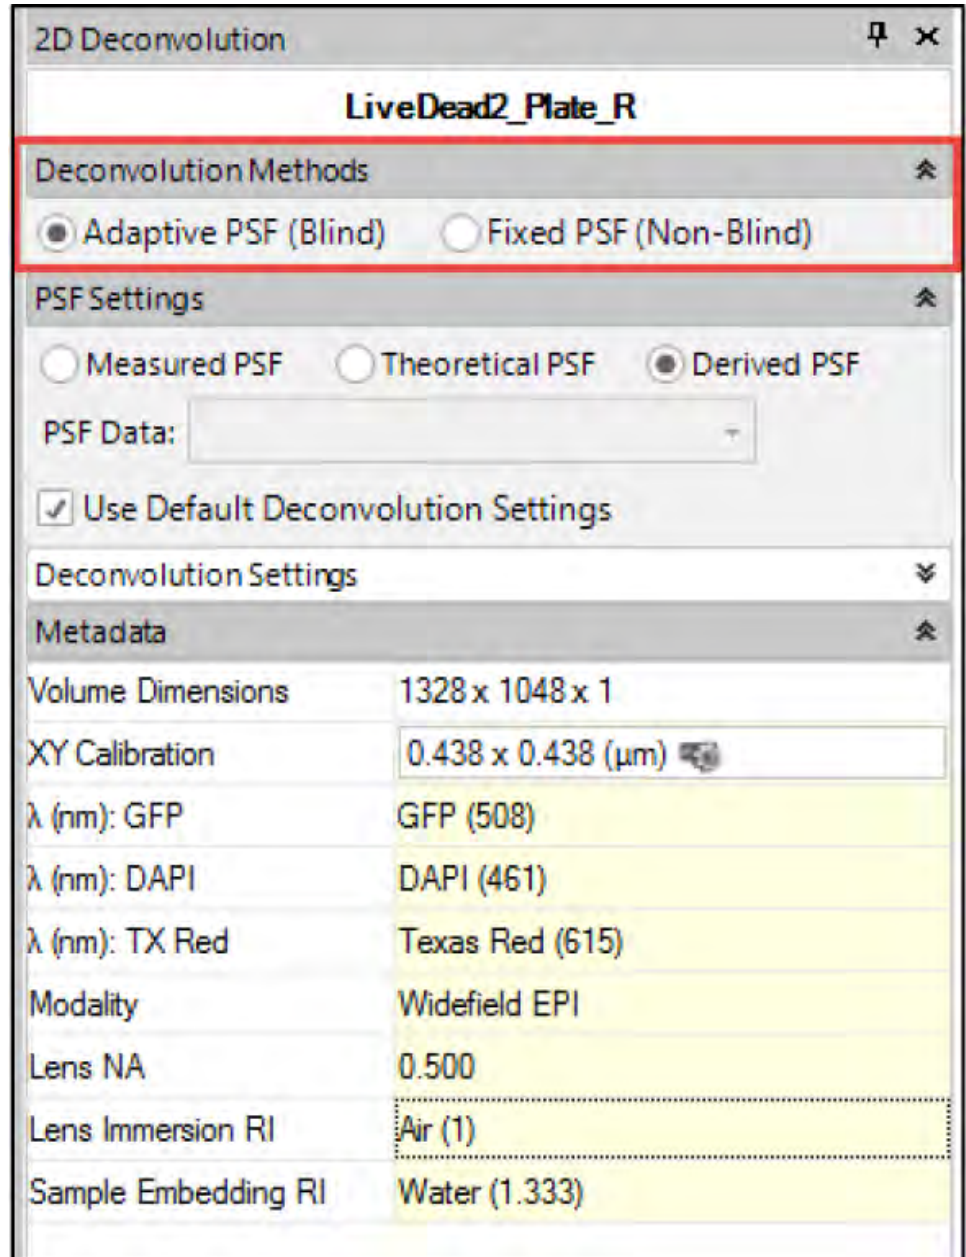 2D Deconvolution
LiveDead2_Plate_R
Deconvolution Methods
Adaptive PSF (Blind) Fixed PSF (Non-Blind)
PSF Settings
Measured PSF Theoretical PSF Derived PSF
PSF Data:
Use Default Deconvolution Settings
Deconvolution Settings
Metadata
Volume Dimensions 1328 x 1048 x 1
XY Calibration 0.438 x 0.438 (μm)
λ (nm): GFP GFP (508)
λ (nm): DAPI DAPI (461)
λ (nm): TX Red Texas Red (615)
Modality Widefield EPI
Lens NA 0.500
Lens Immersion RI Air (1)
Sample Embedding RI Water (1.333)